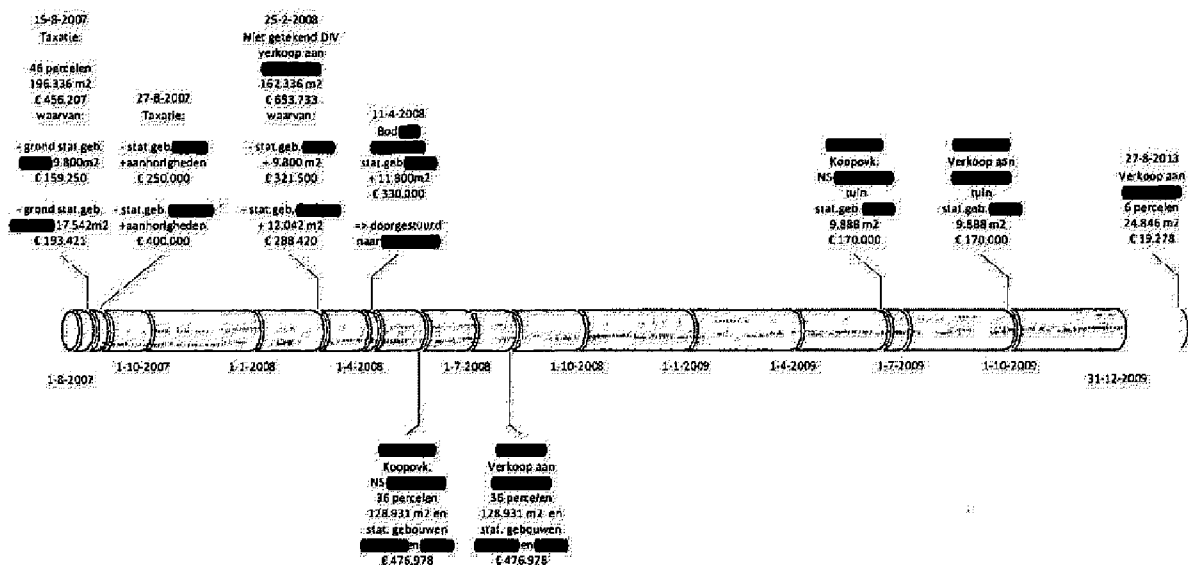 15-8-2007
Taxatie:
46 percelen
196.336 m2
€ 456.207
waarvan:
- grond stat.geb.
9.800m2
€ 159.250
- grond stat.geb.
17.542m2
€ 193.421
27-8-2007
Taxatie:
- stat.geb.
+aanhorigheden
€ 250.000
- stat.geb.
+aanhorigheden
€ 400.000
25-2-2008
Niet getekend DIV
verkoop aan
162.336 m2
€ 653.733
waarvan:
- stat.geb.
+ 9.800 m2
€ 321.500
- stat.geb.
+ 12.042 m2
€ 288.420
11-4-2008
Bod
stat.geb.
+ 11.800m2
€ 330.000
=> doorgestuurd
naar
Koopovk.
NS
tuin
stat.geb.
9.888 m2
€ 170.000
Verkoop aan
tuin
stat.geb.
9.888 m2
€ 170.000
27-8-2013
Verkoop aan
6 percelen
24.846 m2
€ 19.278
1-8-2007
1-10-2007
1-1-2008
1-4-2008
1-7-2008
1-10-2008
1-1-2009
1-4-2009
1-7-2009
1-10-2009
31-12-2009
Koopovk.
NS
36 percelen
128.931 m2 en
stat. gebouwen
en
€ 476.978
Verkoop aan
36 percelen
128.931 m2 en
stat. gebouwen
en
€ 476.978